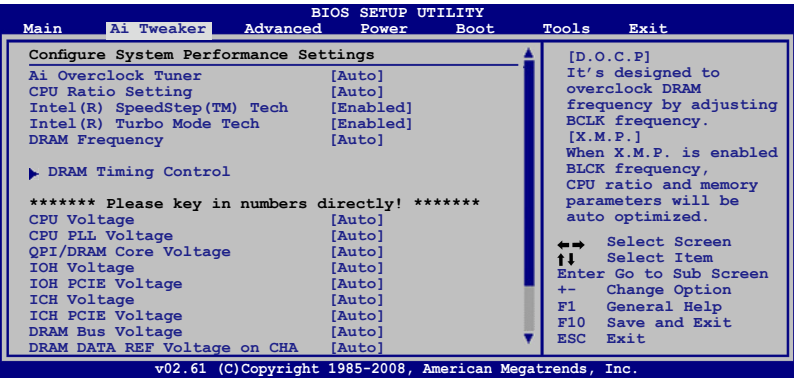 BIOS SETUP UTILITY
Main Ai Tweaker Advanced Power Boot Tools Exit
Configure System Performance Settings
Ai Overclock Tuner [Auto]
CPU Ratio Setting [Auto]
Intel(R) SpeedStep(TM) Tech [Enabled]
Intel(R) Turbo Mode Tech [Enabled]
DRAM Frequency [Auto]
DRAM Timing Control
******* Please key in numbers directly! *******
CPU Voltage [Auto]
CPU PLL Voltage [Auto]
QPI/DRAM Core Voltage [Auto]
IOH Voltage [Auto]
IOH PCIE Voltage [Auto]
ICH Voltage [Auto]
ICH PCIE Voltage [Auto]
DRAM Bus Voltage [Auto]
DRAM DATA REF Voltage on CHA [Auto]
[D.O.C.P]
It's designed to
overclock DRAM
frequency by adjusting
BCLK frequency.
[X.M.P.]
When X.M.P. is enabled
BLCK frequency,
CPU ratio and memory
parameters will be
auto optimized.
←→ Select Screen
↑↓ Select Item
Enter Go to Sub Screen
+- Change Option
F1 General Help
F10 Save and Exit
ESC Exit
v02.61 (C)Copyright 1985-2008, American Megatrends, Inc.